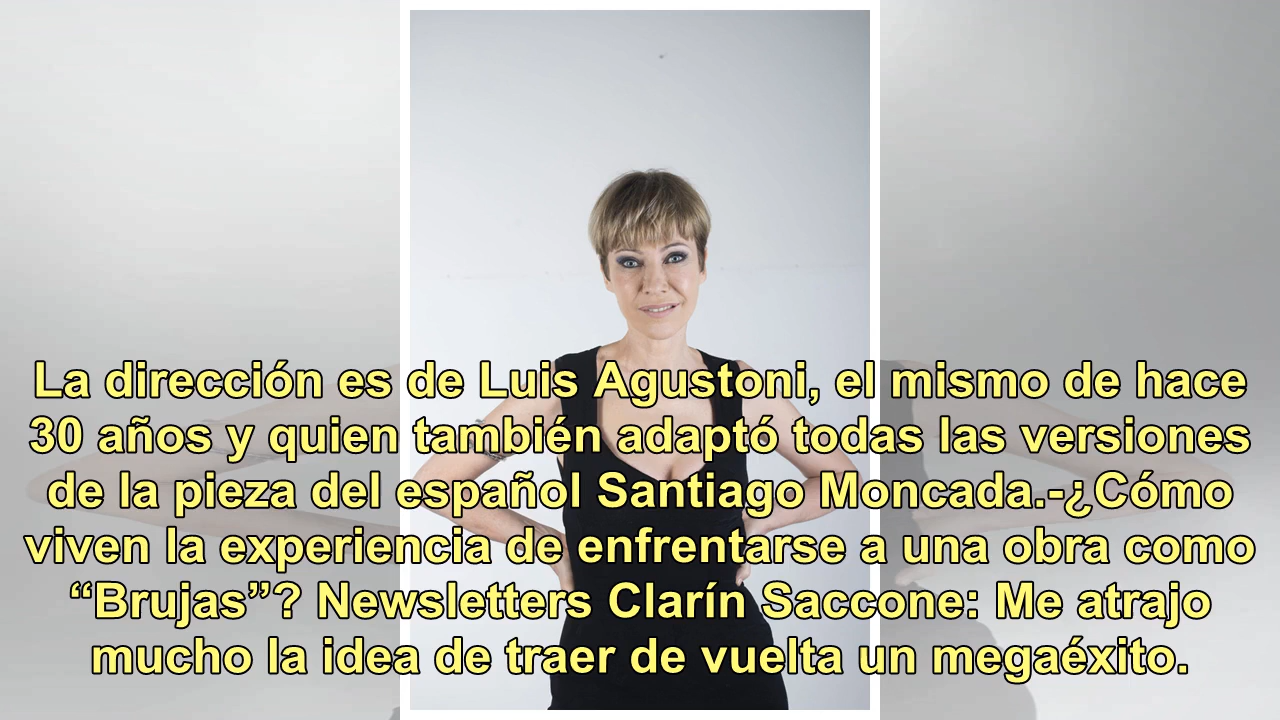 La dirección es de Luis Agustoni, el mismo de hace
30 años y quien también adaptó todas las versiones
de la pieza del español Santiago Moncada.-¿Cómo
viven la experiencia de enfrentarse a una obra como
“Brujas”? Newsletters Clarín Saccone: Me atrajo
mucho la idea de traer de vuelta un megaéxito.